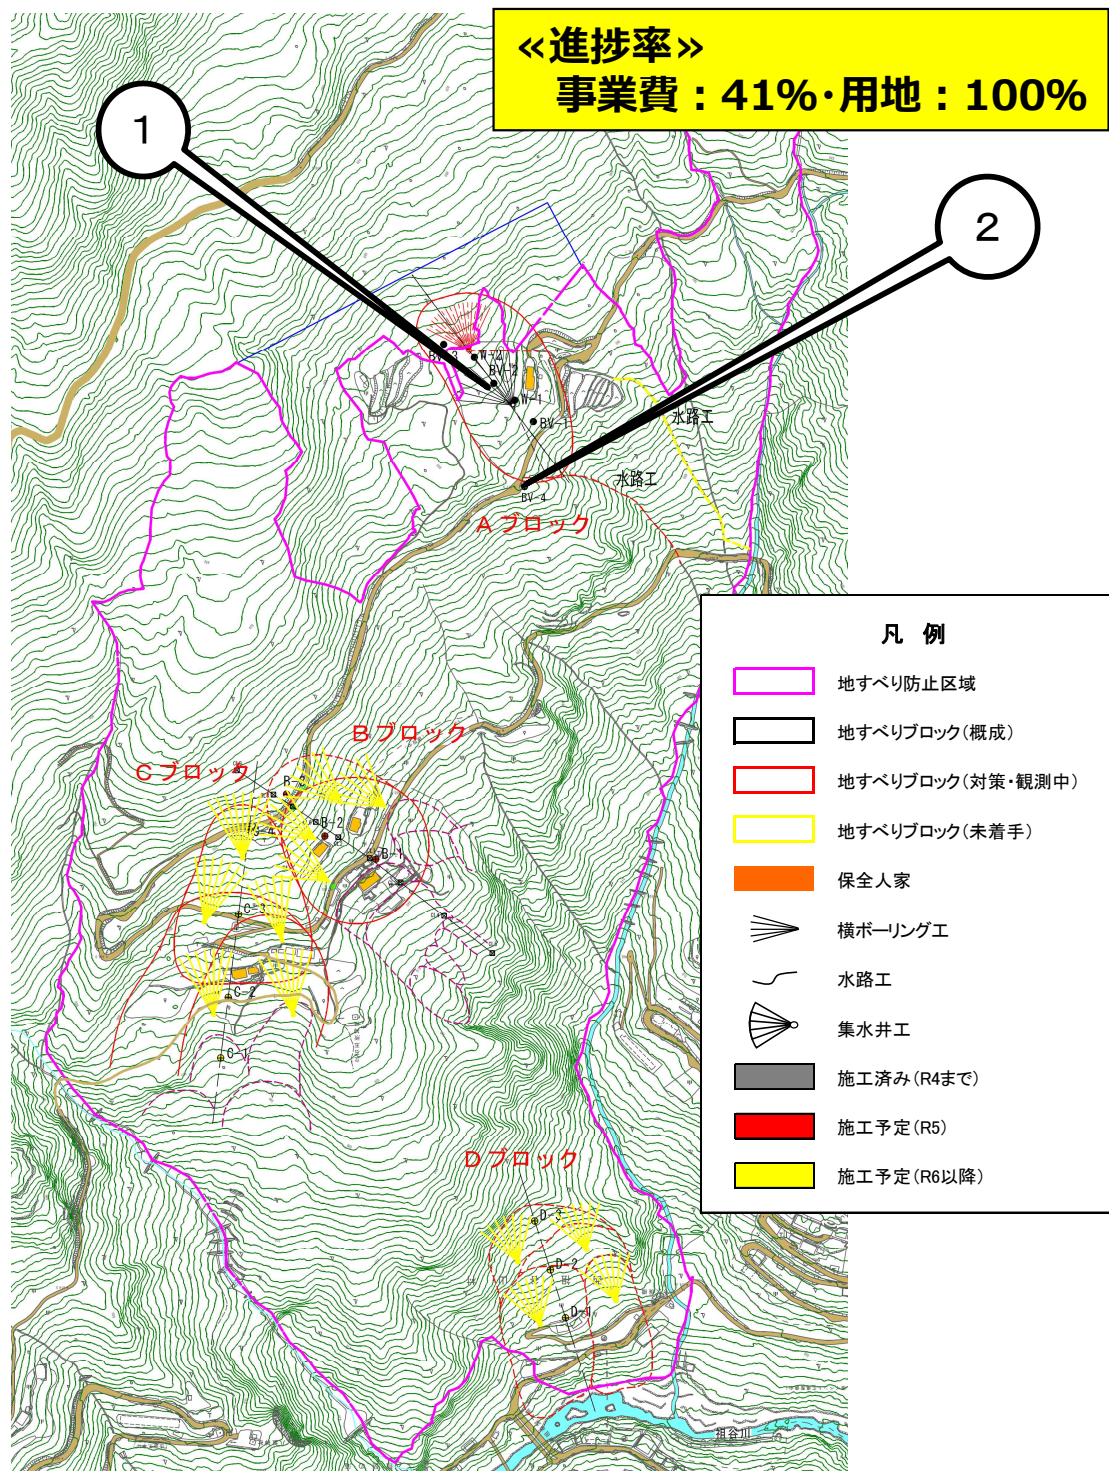 ≪進捗率≫
事業費：41%･用地：100%
1
2
BV-3
W-2
BV-2
W-1
BV-1
水路工
水路工
BV-4
Aブロック
凡 例
地すべり防止区域
地すべりブロック(概成)
地すべりブロック(対策・観測中)
地すべりブロック(未着手)
保全人家
横ボーリング工
水路工
集水井工
施工済み(R4まで)
施工予定(R5)
施工予定(R6以降)
Bブロック
Cブロック
B-2
B-1
C-3
C-2
C-1
Dブロック
D-3
D-2
D-1
祖谷川